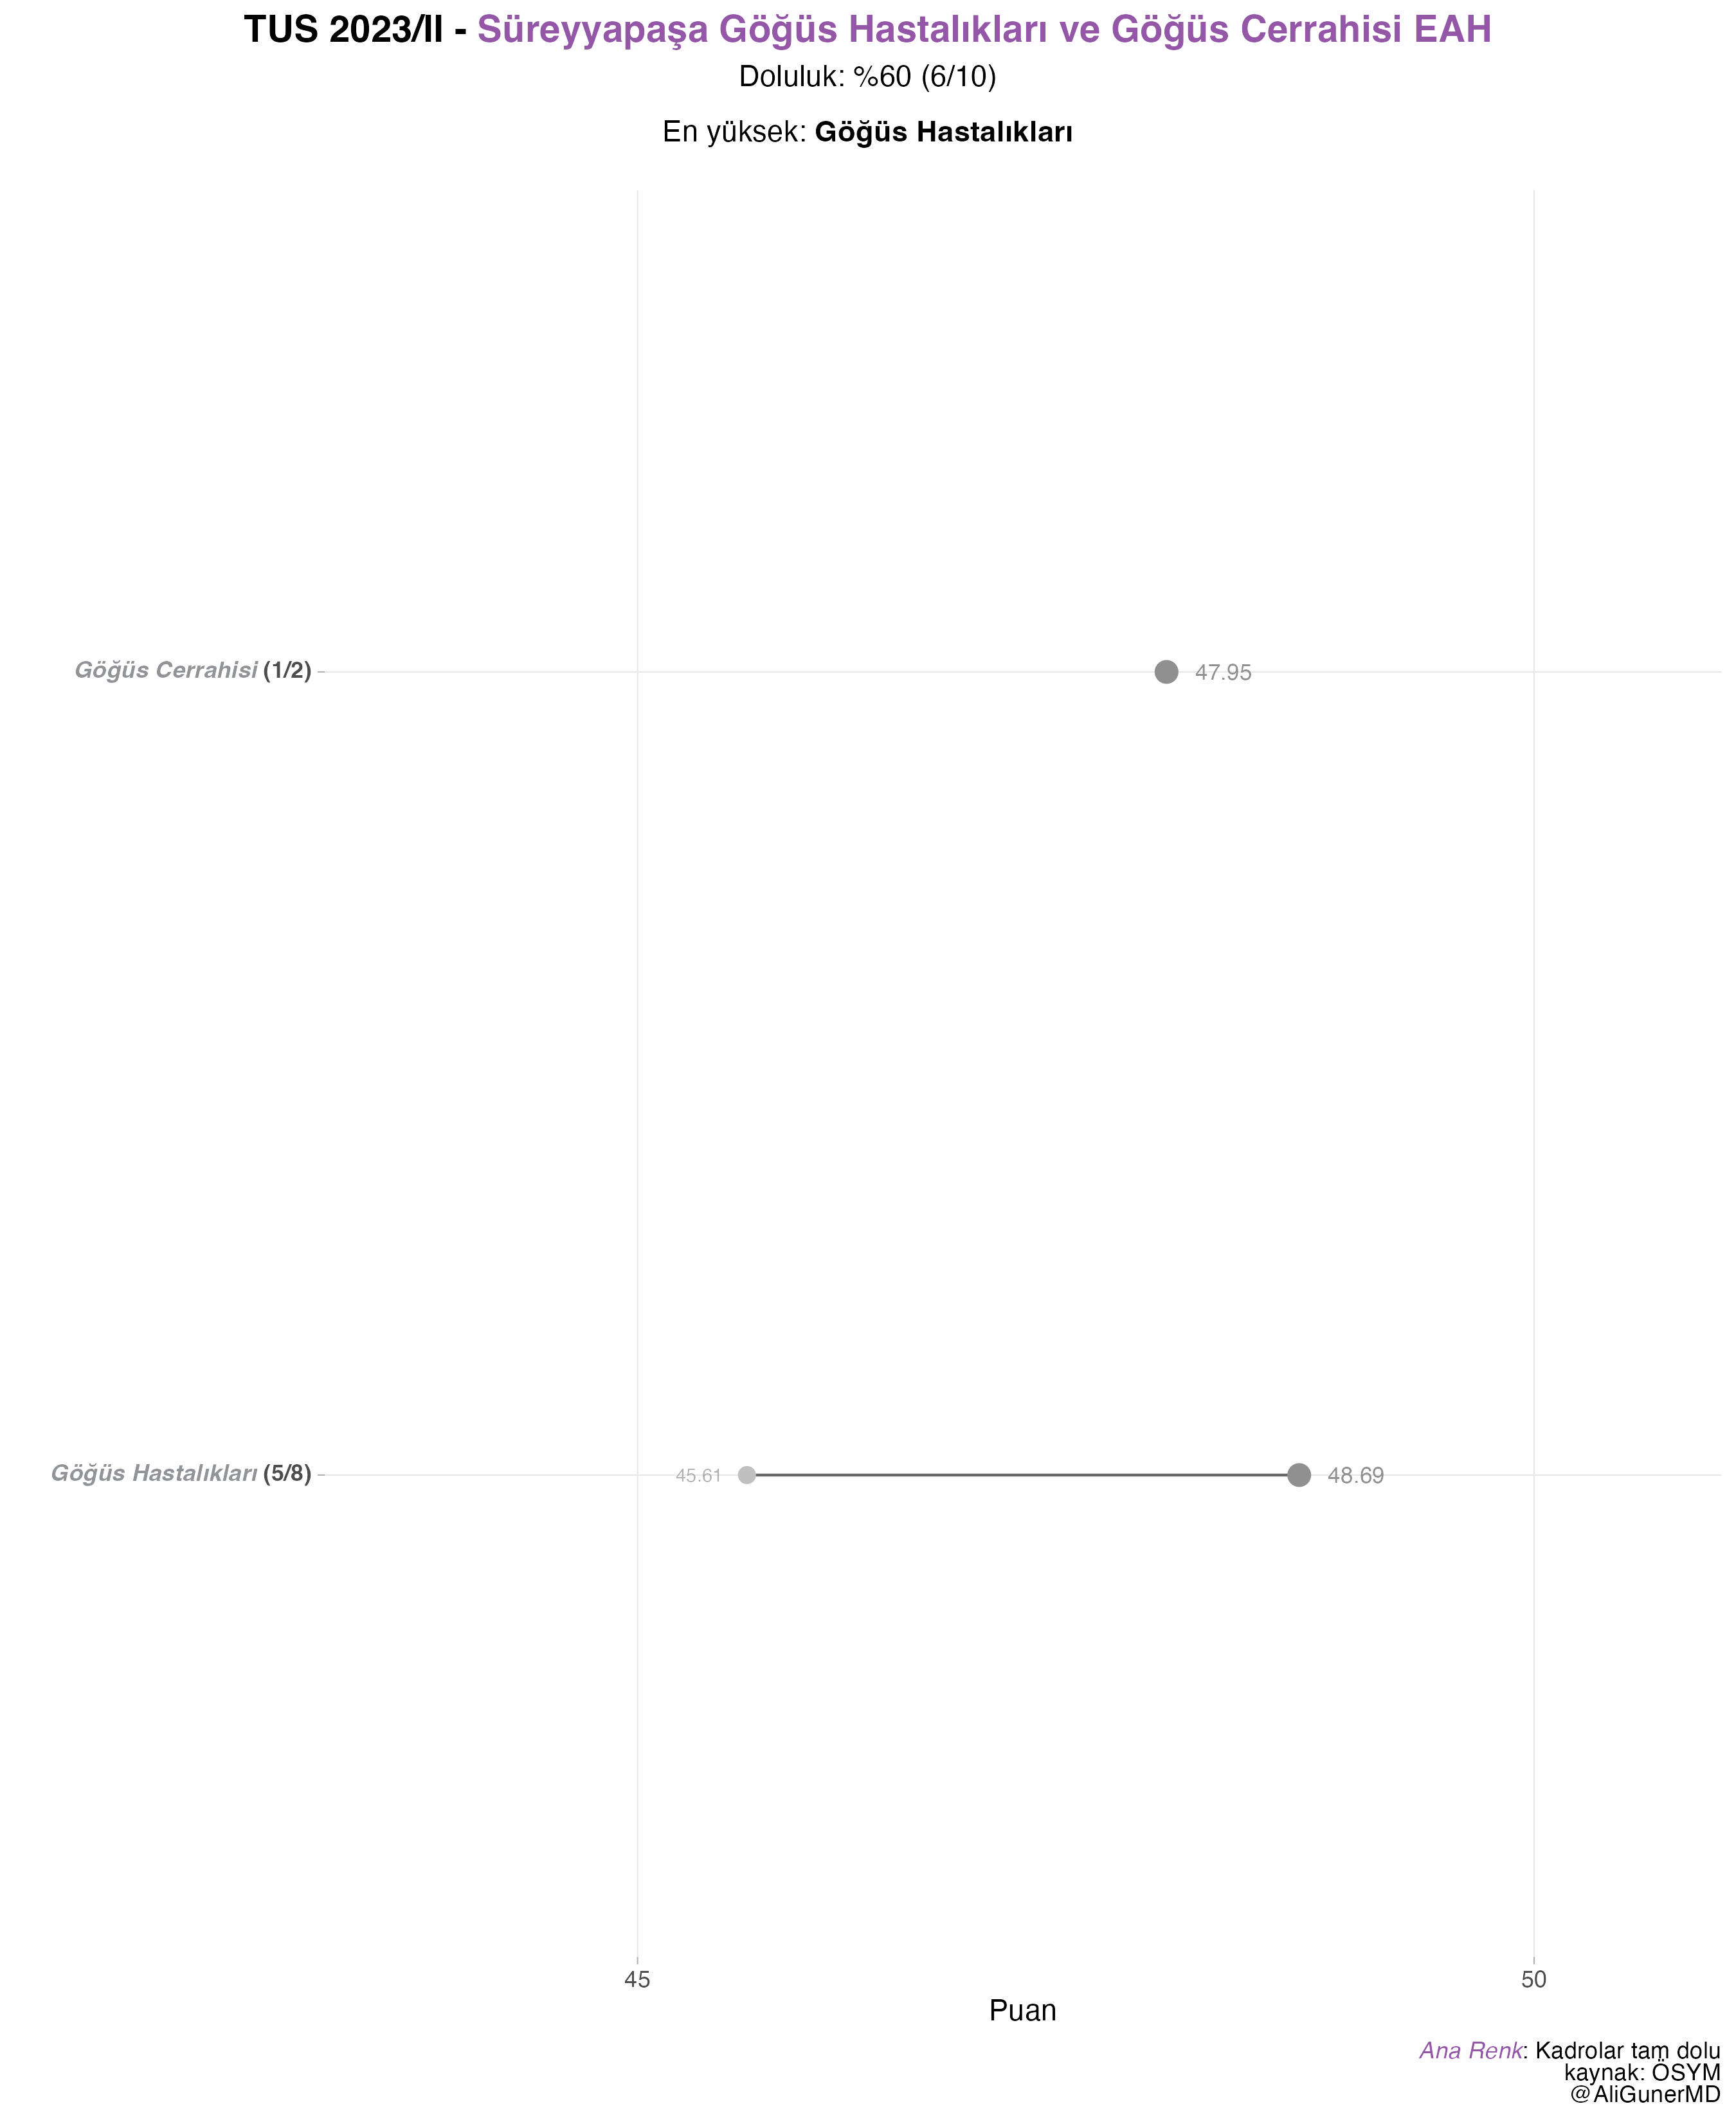 TUS 2023/II - Süreyyapaşa Göğüs Hastalıkları ve Göğüs Cerrahisi EAH
Doluluk: %60 (6/10)
En yüksek: Göğüs Hastalıkları
Göğüs Cerrahisi (1/2)
47.95
Göğüs Hastalıkları (5/8)
45.61
48.69
45
50
Puan
Ana Renk: Kadrolar tam dolu
kaynak: ÖSYM
@AliGunerMD